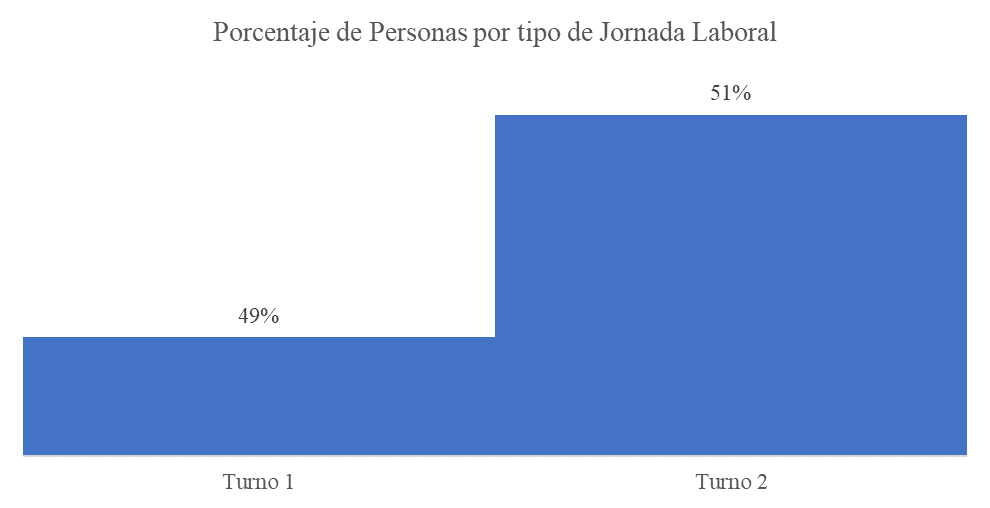 Porcentaje de Personas por tipo de Jornada Laboral
51%
49%
Turno 1
Turno 2